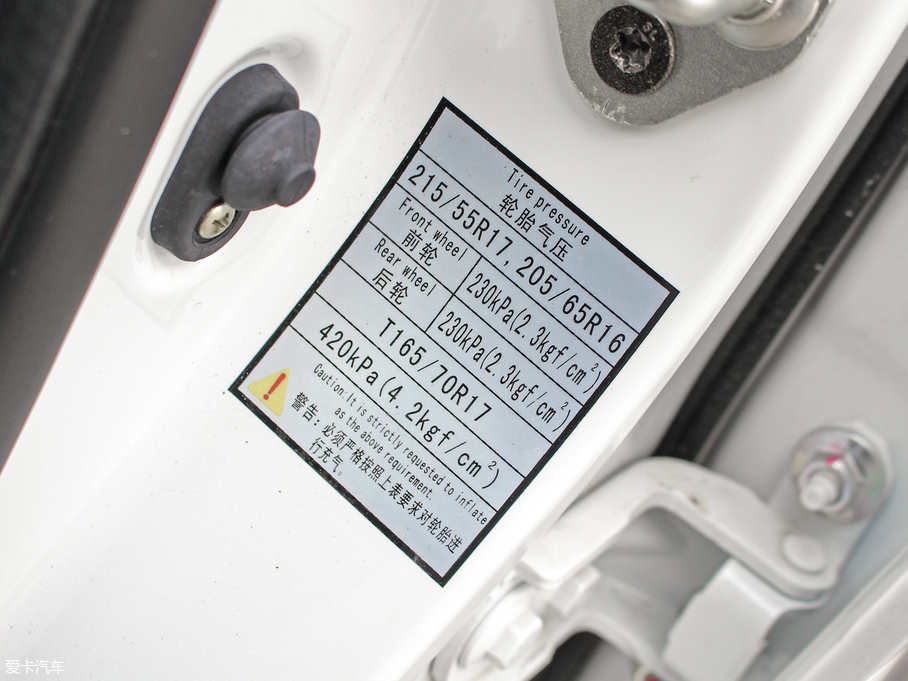 Tire pressure
轮胎气压
215/55R17, 205/65R16
Front wheel
前轮
230kPa(2.3kgf/cm²)
Rear wheel
后轮
230kPa(2.3kgf/cm²)
T165/70R17
420kPa(4.2kgf/cm²)
Caution:It is strictly requested to inflate
as the above requirement.
警告：必须严格按照上表要求对轮胎进
行充气。
爱卡汽车